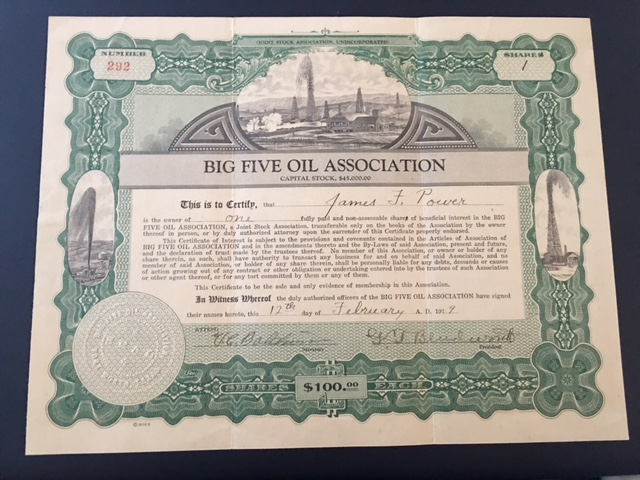 (JOINT STOCK ASSOCIATION, UNINCORPORATED)
NUMBER
292
SHARES
1
BIG FIVE OIL ASSOCIATION
CAPITAL STOCK, $45,000.00
This is to Certify, that James F. Power
is the owner of one fully paid and non-assessable shares of beneficial interest in the BIG
FIVE OIL ASSOCIATION, a Joint Stock Association, transferable only on the books of the Association by the owner
thereof in person, or by duly authorized attorney upon the surrender of this Certificate properly endorsed.
This Certificate of Interest is subject to the provisions and covenants contained in the Articles of Association of
BIG FIVE OIL ASSOCIATION and in the amendments thereto and the By-Laws of said Association, present and future,
and the declaration of trust made by the trustees thereof. No member of this Association, or owner or holder of any
share therein, as such, shall have authority to transact any business for and on behalf of said Association, and no
member of said Association, or holder of any share therein, shall be personally liable for any debts, demands or causes
of action growing out of any contract or other obligation or undertaking entered into by the trustees of such Association
or other agent thereof, or for any tort committed by them or any of them.
This Certificate to be the sole and only evidence of membership in this Association.
In Witness Whereof the duly authorized officers of the BIG FIVE OIL ASSOCIATION have signed
their names hereto, this 12th day of February A. D. 1919
ATTEST:
Secretary
President
SHARES $100.00 EACH